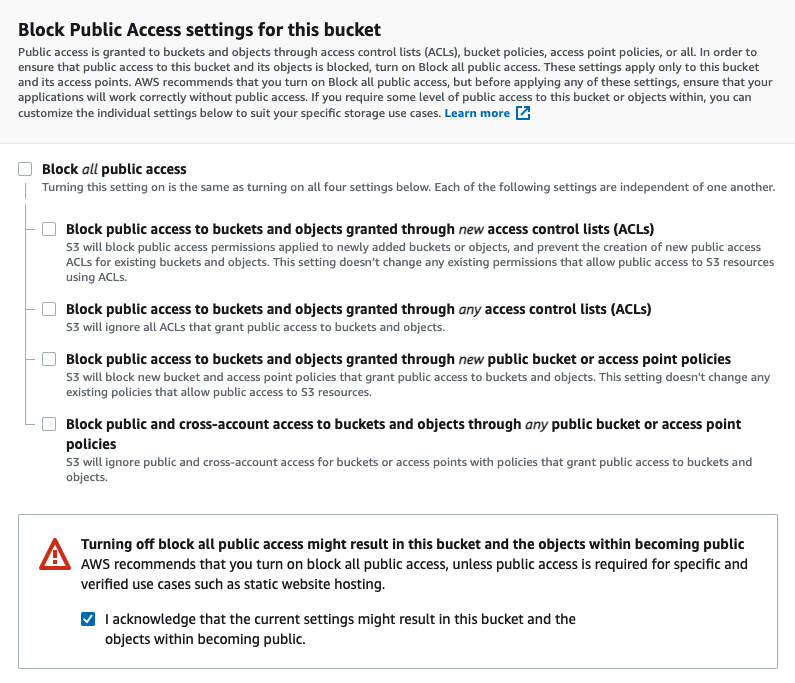 Block Public Access settings for this bucket
Public access is granted to buckets and objects through access control lists (ACLs), bucket policies, access point policies, or all. In order to
ensure that public access to this bucket and its objects is blocked, turn on Block all public access. These settings apply only to this bucket
and its access points. AWS recommends that you turn on Block all public access, but before applying any of these settings, ensure that your
applications will work correctly without public access. If you require some level of public access to this bucket or objects within, you can
customize the individual settings below to suit your specific storage use cases. Learn more
Block all public access
Turning this setting on is the same as turning on all four settings below. Each of the following settings are independent of one another.
Block public access to buckets and objects granted through new access control lists (ACLs)
S3 will block public access permissions applied to newly added buckets or objects, and prevent the creation of new public access
ACLs for existing buckets and objects. This setting doesn’t change any existing permissions that allow public access to S3 resources
using ACLs.
Block public access to buckets and objects granted through any access control lists (ACLs)
S3 will ignore all ACLs that grant public access to buckets and objects.
Block public access to buckets and objects granted through new public bucket or access point policies
S3 will block new bucket and access point policies that grant public access to buckets and objects. This setting doesn't change any
existing policies that allow public access to S3 resources.
Block public and cross-account access to buckets and objects through any public bucket or access point
policies
S3 will ignore public and cross-account access for buckets or access points with policies that grant public access to buckets and
objects.
Turning off block all public access might result in this bucket and the objects within becoming public
AWS recommends that you turn on block all public access, unless public access is required for specific and
verified use cases such as static website hosting.
I acknowledge that the current settings might result in this bucket and the
objects within becoming public.